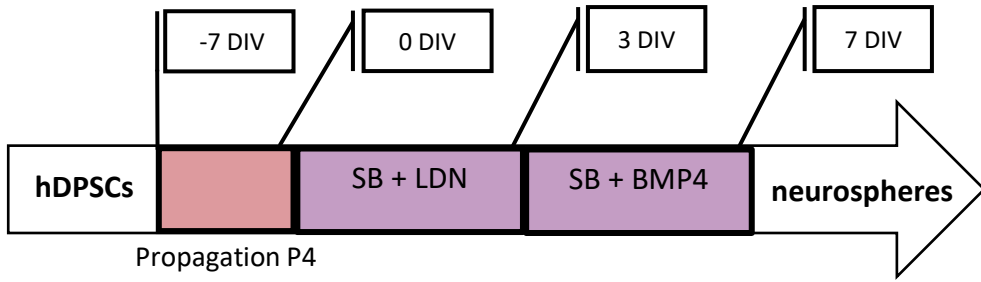 -7 DIV
0 DIV
3 DIV
7 DIV
hDPSCs
SB + LDN
SB + BMP4
neurospheres
Propagation P4